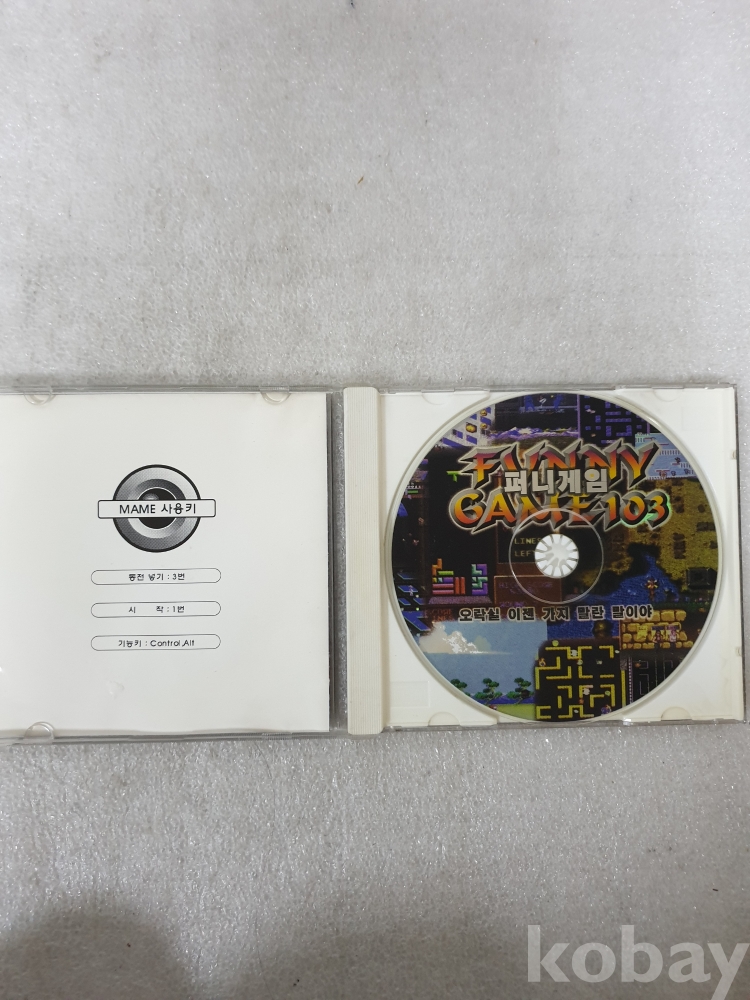 MAME 사용키
동전 넣기 : 3번
시 작 : 1번
기능키 : Control,Alt
FUNNY
퍼니게임
GAME 103
LINES
LEFT
오락실 이젠 가지 말란 말이야
kobay